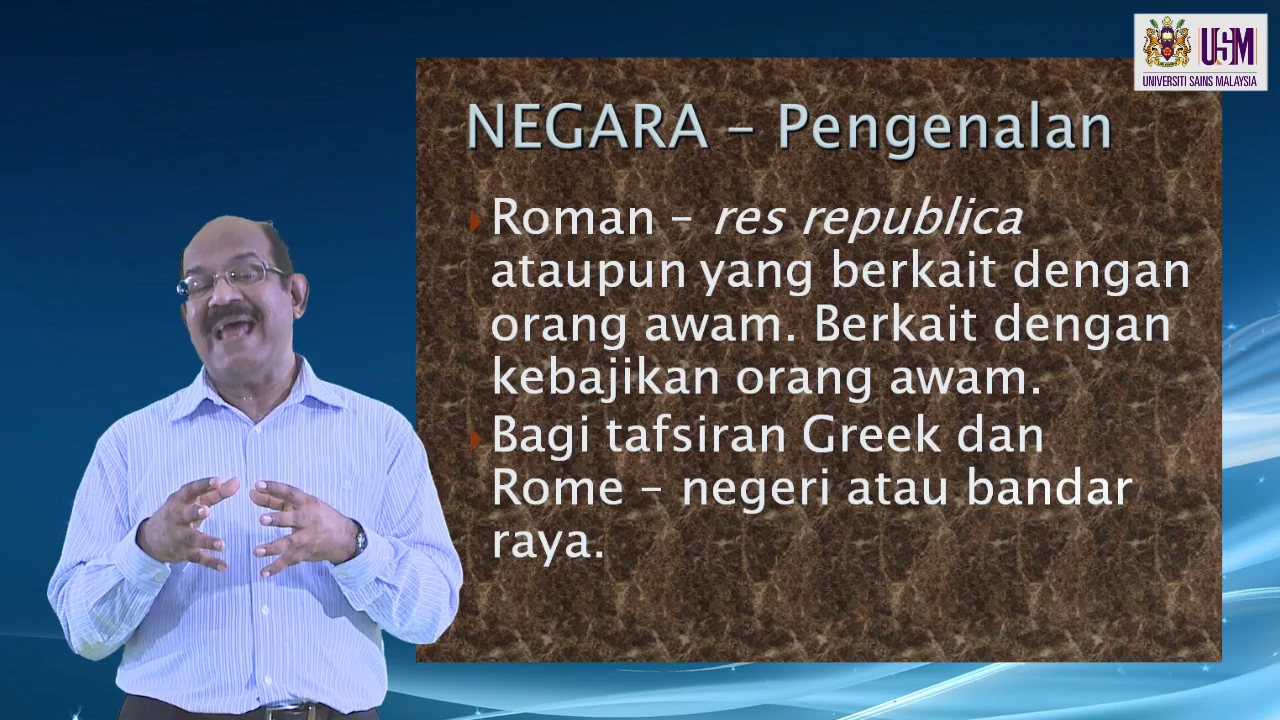 USM
UNIVERSITI SAINS MALAYSIA
NEGARA – Pengenalan
Roman – res republica
ataupun yang berkait dengan
orang awam. Berkait dengan
kebajikan orang awam.
Bagi tafsiran Greek dan
Rome – negeri atau bandar
raya.